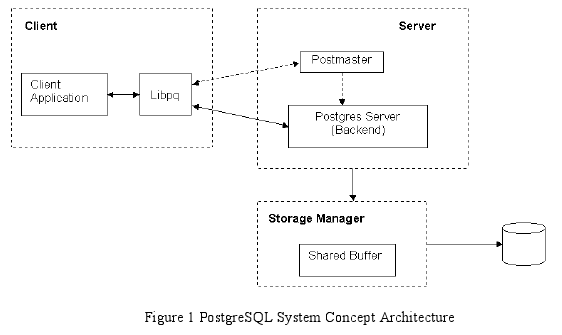 Client
Server
Client
Application
Libpq
Postmaster
Postgres Server
(Backend)
Storage Manager
Shared Buffer
Figure 1 PostgreSQL System Concept Architecture